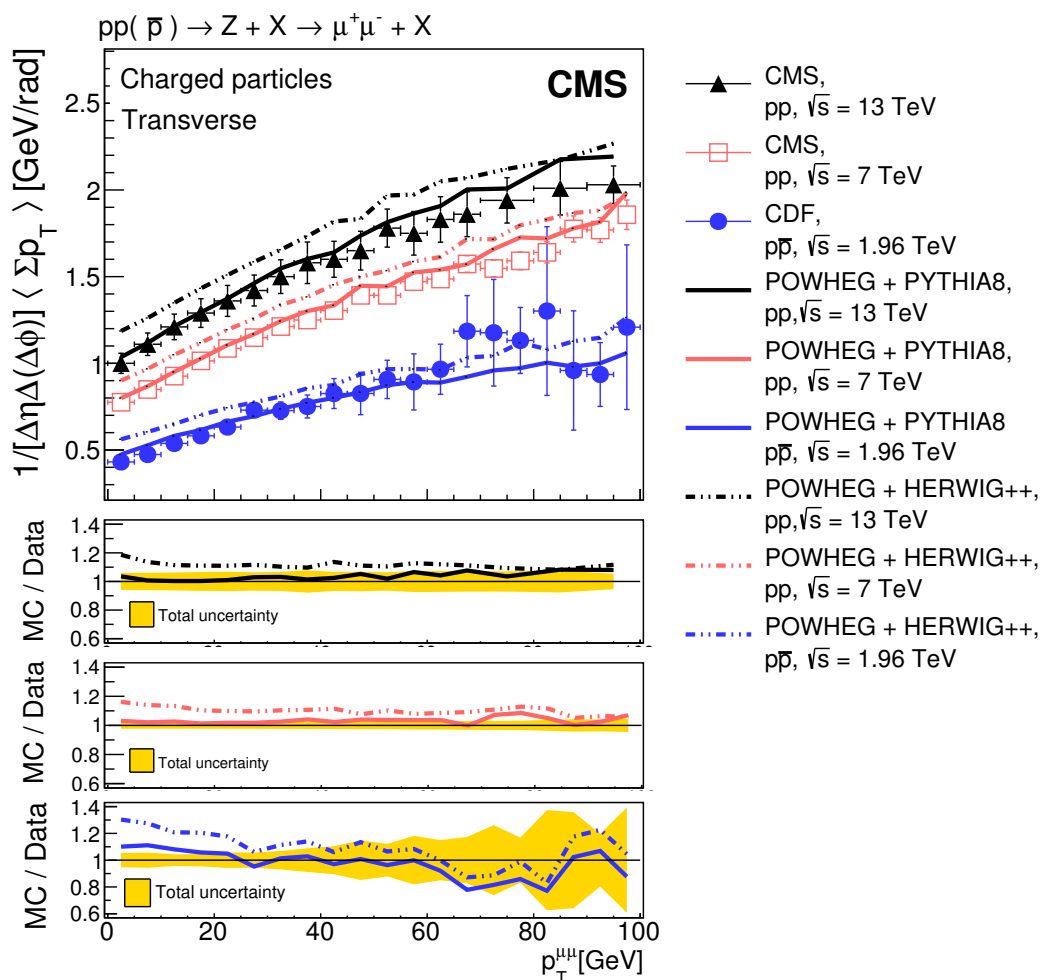 pp( p̅ ) → Z + X → μ⁺μ⁻ + X
Charged particles
CMS
Transverse
1/[ΔηΔ(Δϕ)] ⟨ Σp_T ⟩ [GeV/rad]
2.5
2
1.5
1
0.5
CMS,
pp, √s = 13 TeV
CMS,
pp, √s = 7 TeV
CDF,
pp̅, √s = 1.96 TeV
POWHEG + PYTHIA8,
pp,√s = 13 TeV
POWHEG + PYTHIA8,
pp, √s = 7 TeV
POWHEG + PYTHIA8
pp̅, √s = 1.96 TeV
POWHEG + HERWIG++,
pp,√s = 13 TeV
POWHEG + HERWIG++,
pp, √s = 7 TeV
POWHEG + HERWIG++,
pp̅, √s = 1.96 TeV
MC / Data
1.4
1.2
1
0.8
0.6
Total uncertainty
MC / Data
1.4
1.2
1
0.8
0.6
Total uncertainty
MC / Data
1.4
1.2
1
0.8
0.6
Total uncertainty
0 20 40 60 80 100
p_T^μμ[GeV]